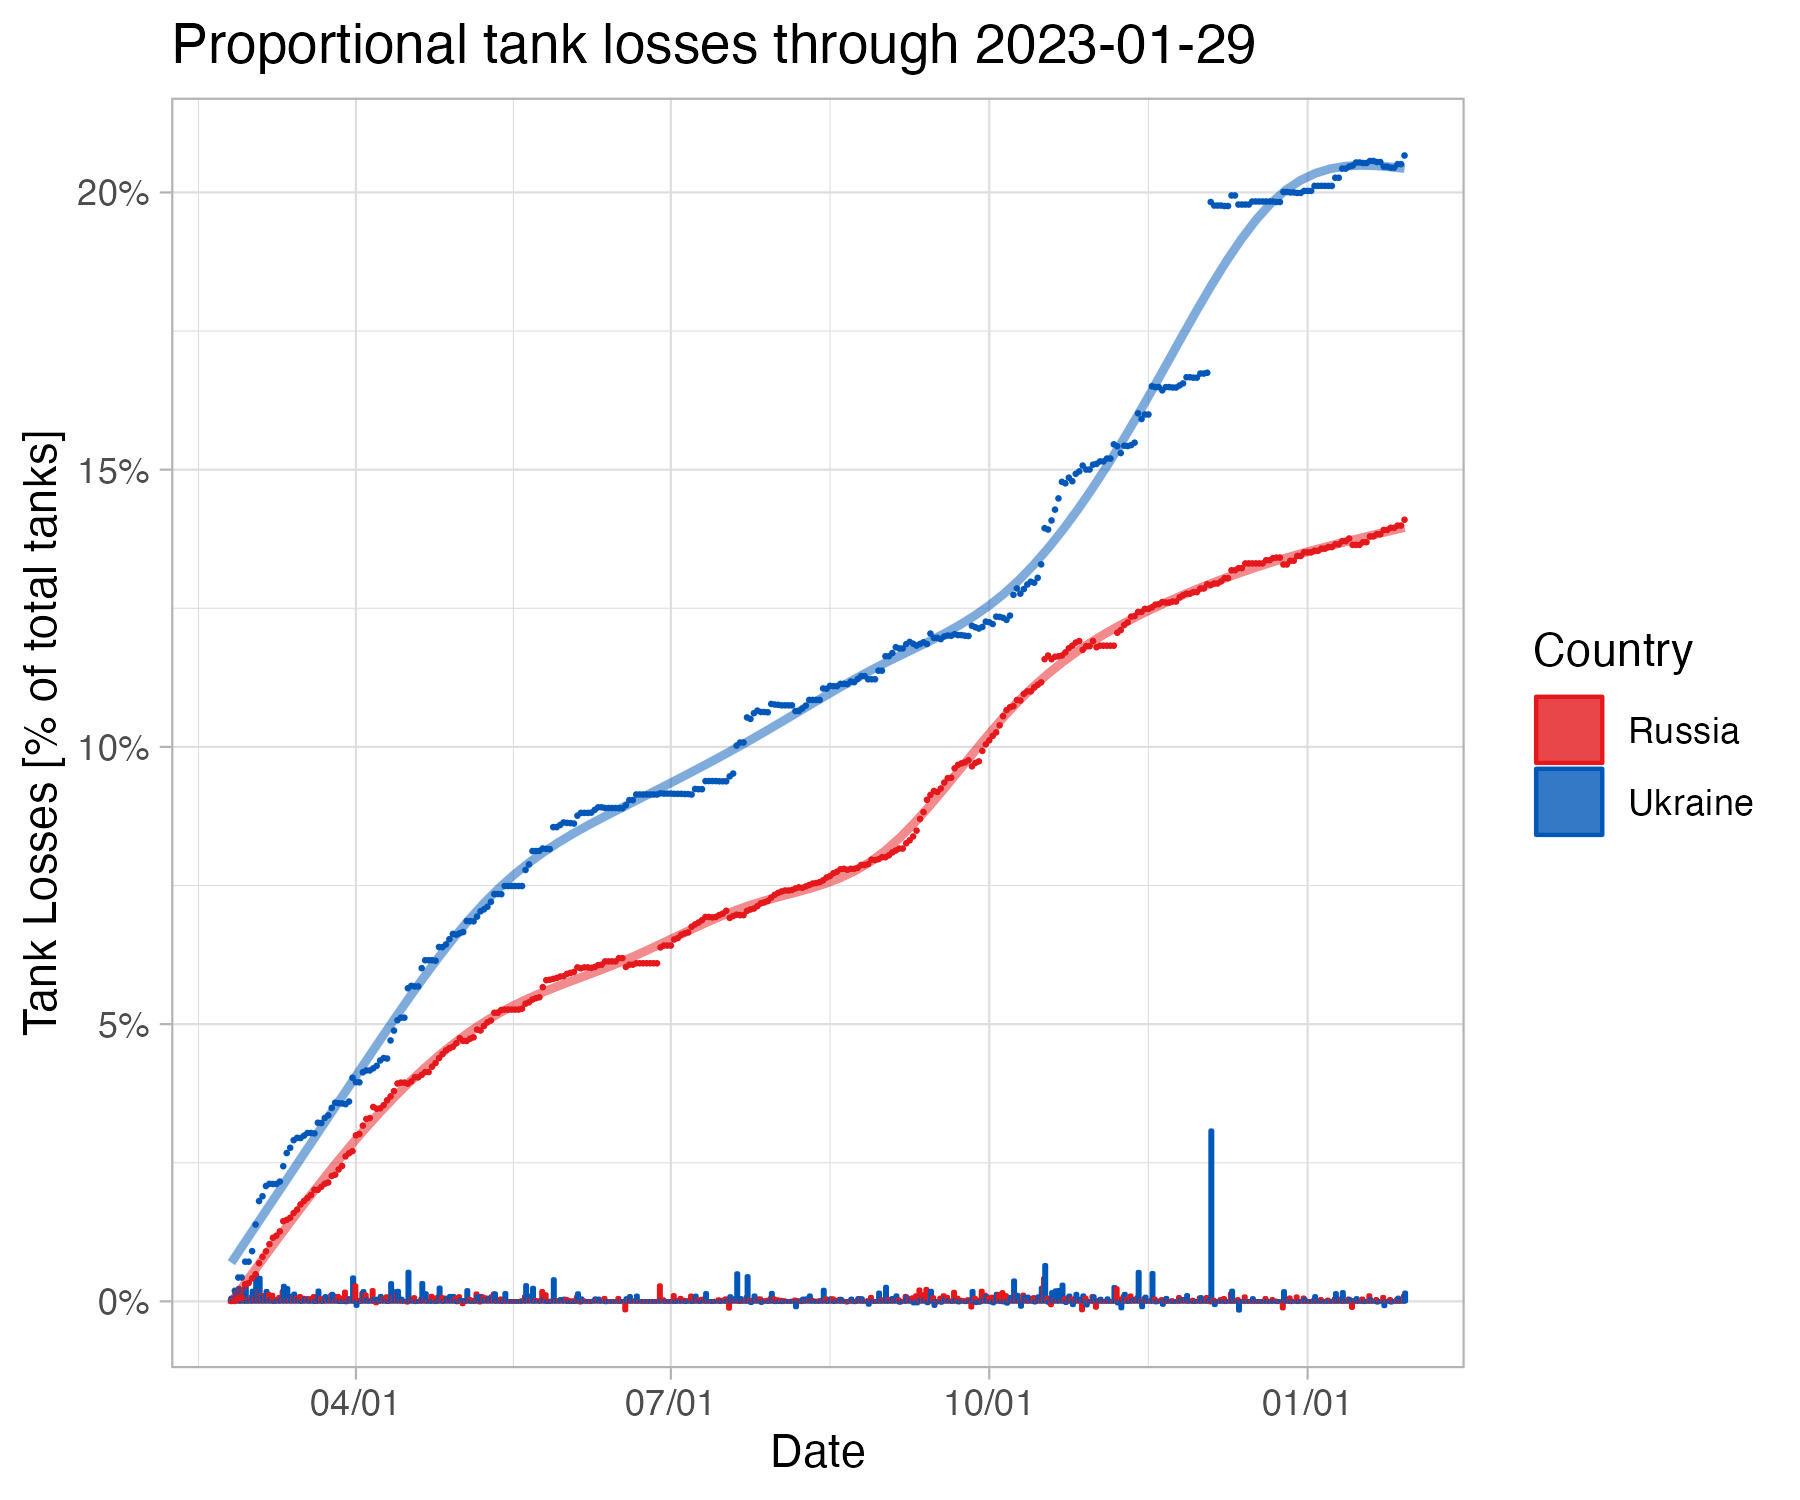 Proportional tank losses through 2023-01-29
Tank Losses [% of total tanks]
20%
15%
10%
5%
0%
04/01
07/01
10/01
01/01
Date
Country
Russia
Ukraine